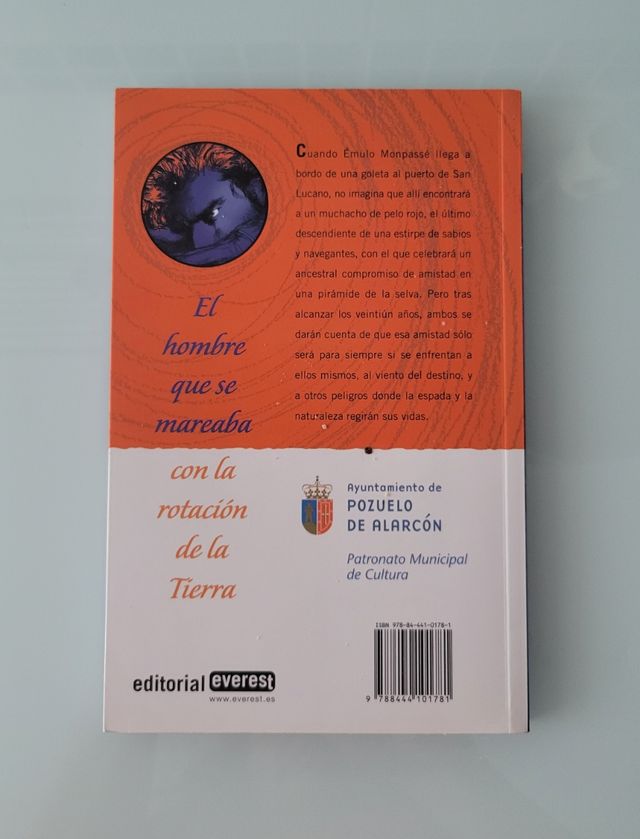 Cuando Émulo Monpassé llega a
bordo de una goleta al puerto de San
Lucano, no imagina que allí encontrará
a un muchacho de pelo rojo, el último
descendiente de una estirpe de sabios
y navegantes, con el que celebrará un
ancestral compromiso de amistad en
una pirámide de la selva. Pero tras
alcanzar los veintiún años, ambos se
darán cuenta de que esa amistad sólo
será para siempre si se enfrentan a
ellos mismos, al viento del destino, y
a otros peligros donde la espada y la
naturaleza regirán sus vidas.
El
hombre
que se
mareaba
con la
rotación
de la
Tierra
Ayuntamiento de
POZUELO
DE ALARCÓN
Patronato Municipal
de Cultura
ISBN 978-84-441-0178-1
9 788444 101781
editorial everest
www.everest.es